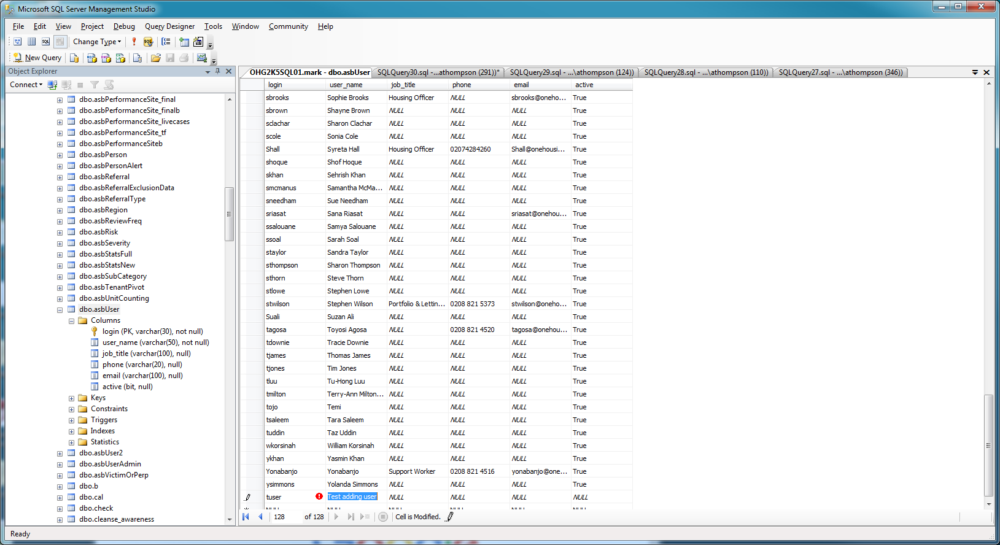 Microsoft SQL Server Management Studio
File Edit View Project Debug Query Designer Tools Window Community Help
SQL Change Type SQL
New Query
Object Explorer
Connect
dbo.asbPerformanceSite_final
dbo.asbPerformanceSite_finalb
dbo.asbPerformanceSite_livecases
dbo.asbPerformanceSite_tf
dbo.asbPerformanceSiteb
dbo.asbPerson
dbo.asbPersonAlert
dbo.asbReferral
dbo.asbReferralExclusionData
dbo.asbReferralType
dbo.asbRegion
dbo.asbReviewFreq
dbo.asbRisk
dbo.asbSeverity
dbo.asbStatsFull
dbo.asbStatsNew
dbo.asbSubCategory
dbo.asbTenantPivot
dbo.asbUnitCounting
dbo.asbUser
Columns
login (PK, varchar(30), not null)
user_name (varchar(50), not null)
job_title (varchar(100), null)
phone (varchar(20), null)
email (varchar(100), null)
active (bit, null)
Keys
Constraints
Triggers
Indexes
Statistics
dbo.asbUser2
dbo.asbUserAdmin
dbo.asbVictimOrPerp
dbo.b
dbo.cal
dbo.check
dbo.cleanse_awareness
OHG2K5SQL01.mark - dbo.asbUser SQLQuery30.sql -...athompson (291))* SQLQuery29.sql - ...\athompson (124)) SQLQuery28.sql - ...\athompson (110)) SQLQuery27.sql - ...\athompson (346))
login user_name job_title phone email active
sbrooks Sophie Brooks Housing Officer NULL sbrooks@oneho... True
sbrown Shayne Brown NULL NULL NULL True
sclachar Sharon Clachar NULL NULL NULL True
scole Sonia Cole NULL NULL NULL True
Shall Syreta Hall Housing Officer 02074284260 Shall@onehousi... True
shoque Shof Hoque NULL NULL NULL True
skhan Sehrish Khan NULL NULL NULL True
smcmanus Samantha McMa... NULL NULL NULL True
sneedham Sue Needham NULL NULL NULL True
sriasat Sana Riasat NULL NULL sriasat@onehou... True
ssalouane Samya Salouane NULL NULL NULL True
ssoal Sarah Soal NULL NULL NULL True
staylor Sandra Taylor NULL NULL NULL True
sthompson Sharon Thompson NULL NULL NULL True
sthorn Steve Thorn NULL NULL NULL True
stlowe Stephen Lowe NULL NULL NULL True
stwilson Stephen Wilson Portfolio & Lettin... 0208 821 5373 stwilson@oneho... True
Suali Suzan Ali NULL NULL NULL True
tagosa Toyosi Agosa NULL 0208 821 4520 tagosa@onehou... True
tdownie Tracie Downie NULL NULL NULL True
tjames Thomas James NULL NULL NULL True
tjones Tim Jones NULL NULL NULL True
tluu Tu-Hong Luu NULL NULL NULL True
tmilton Terry-Ann Milton... NULL NULL NULL True
tojo Temi NULL NULL NULL True
tsaleem Tara Saleem NULL NULL NULL True
tuddin Taz Uddin NULL NULL NULL True
wkorsinah William Korsinah NULL NULL NULL True
ykhan Yasmin Khan NULL NULL NULL True
Yonabanjo Yonabanjo Support Worker 0208 821 4516 yonabanjo@one... True
ysimmons Yolanda Simmons NULL NULL NULL True
tuser Test adding user NULL NULL NULL NULL
NULL NULL NULL NULL NULL NULL
128 of 128 Cell is Modified.
Ready